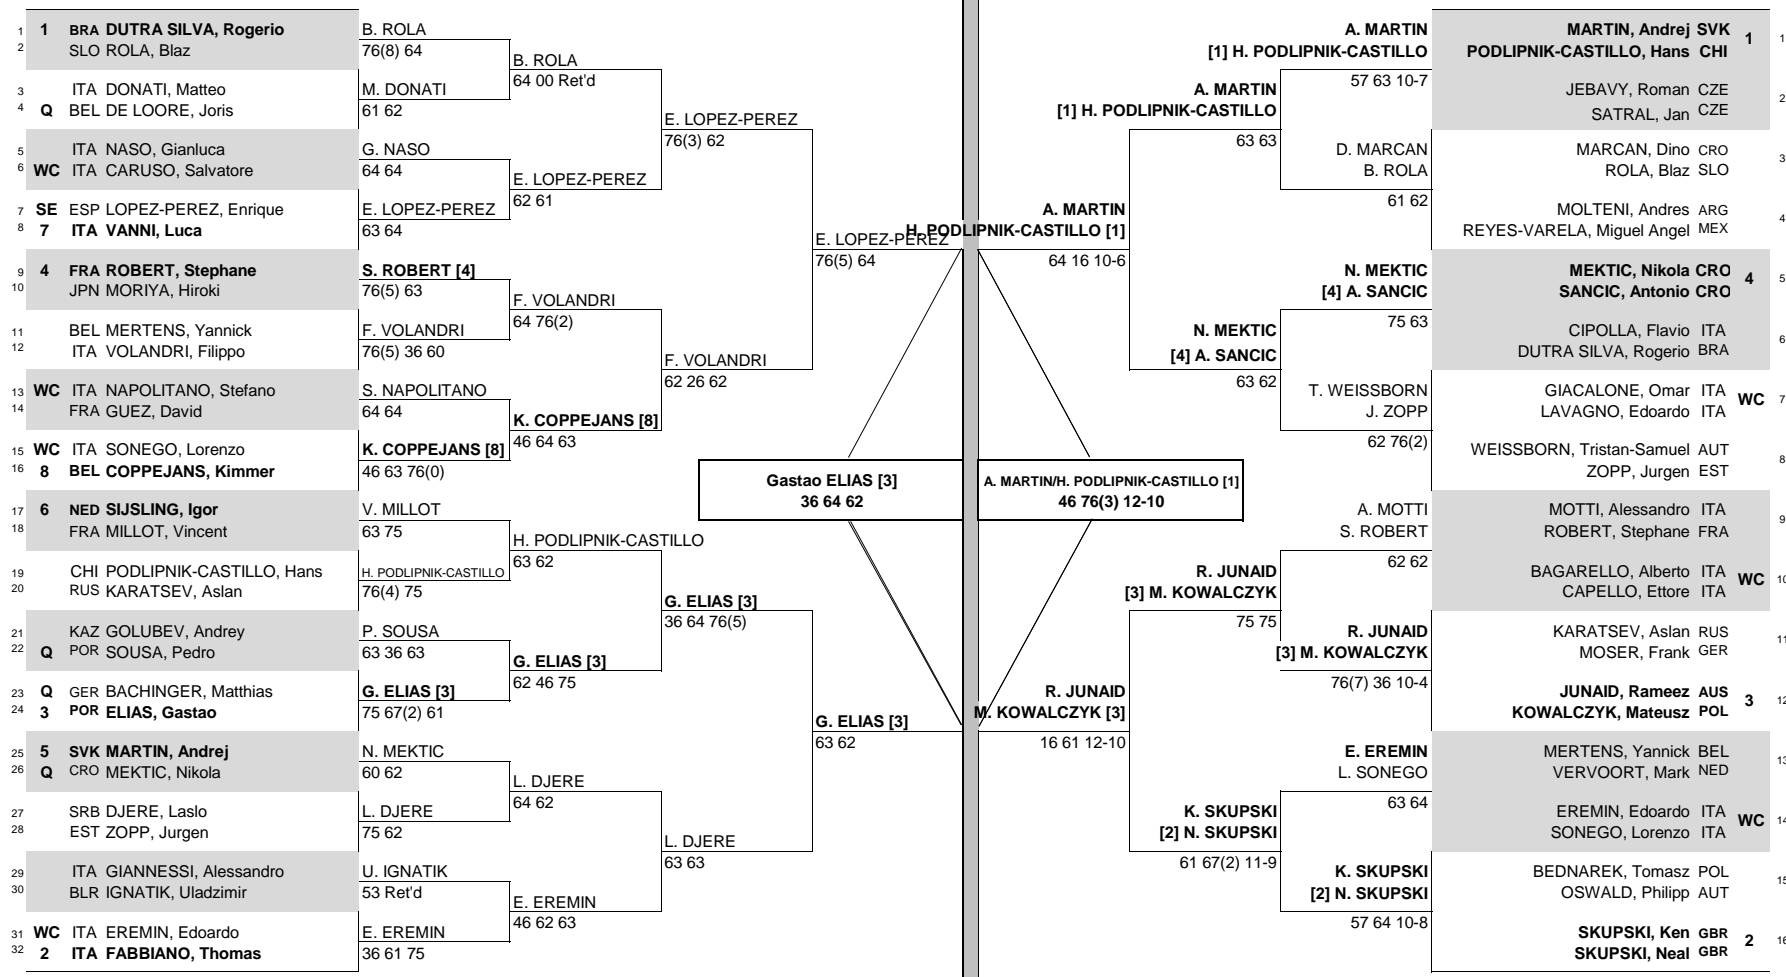 1 1 BRA DUTRA SILVA, Rogerio
2 SLO ROLA, Blaz
3 ITA DONATI, Matteo
4 Q BEL DE LOORE, Joris
5 ITA NASO, Gianluca
6 WC ITA CARUSO, Salvatore
7 SE ESP LOPEZ-PEREZ, Enrique
8 7 ITA VANNI, Luca
9 4 FRA ROBERT, Stephane
10 JPN MORIYA, Hiroki
11 BEL MERTENS, Yannick
12 ITA VOLANDRI, Filippo
13 WC ITA NAPOLITANO, Stefano
14 FRA GUEZ, David
15 WC ITA SONEGO, Lorenzo
16 8 BEL COPPEJANS, Kimmer
17 6 NED SIJSLING, Igor
18 FRA MILLOT, Vincent
19 CHI PODLIPNIK-CASTILLO, Hans
20 RUS KARATSEV, Aslan
21 KAZ GOLUBEV, Andrey
22 Q POR SOUSA, Pedro
23 Q GER BACHINGER, Matthias
24 3 POR ELIAS, Gastao
25 5 SVK MARTIN, Andrej
26 Q CRO MEKTIC, Nikola
27 SRB DJERE, Laslo
28 EST ZOPP, Jurgen
29 ITA GIANNESSI, Alessandro
30 BLR IGNATIK, Uladzimir
31 WC ITA EREMIN, Edoardo
32 2 ITA FABBIANO, Thomas
B. ROLA
76(8) 64
M. DONATI
61 62
G. NASO
64 64
E. LOPEZ-PEREZ
63 64
S. ROBERT [4]
76(5) 63
F. VOLANDRI
76(5) 36 60
S. NAPOLITANO
64 64
K. COPPEJANS [8]
46 63 76(0)
V. MILLOT
63 75
H. PODLIPNIK-CASTILLO
76(4) 75
P. SOUSA
63 36 63
G. ELIAS [3]
75 67(2) 61
N. MEKTIC
60 62
L. DJERE
75 62
U. IGNATIK
53 Ret'd
E. EREMIN
36 61 75
B. ROLA
64 00 Ret'd
E. LOPEZ-PEREZ
62 61
F. VOLANDRI
64 76(2)
K. COPPEJANS [8]
46 64 63
H. PODLIPNIK-CASTILLO
63 62
G. ELIAS [3]
62 46 75
L. DJERE
64 62
E. EREMIN
46 62 63
E. LOPEZ-PEREZ
76(3) 62
F. VOLANDRI
62 26 62
G. ELIAS [3]
36 64 76(5)
L. DJERE
63 63
E. LOPEZ-PEREZ
76(5) 64
G. ELIAS [3]
63 62
Gastao ELIAS [3]
36 64 62
A. MARTIN/H. PODLIPNIK-CASTILLO [1]
46 76(3) 12-10
A. MARTIN
H. PODLIPNIK-CASTILLO [1]
64 16 10-6
R. JUNAID
M. KOWALCZYK [3]
16 61 12-10
A. MARTIN
[1] H. PODLIPNIK-CASTILLO
63 63
N. MEKTIC
[4] A. SANCIC
63 62
R. JUNAID
[3] M. KOWALCZYK
75 75
K. SKUPSKI
[2] N. SKUPSKI
61 67(2) 11-9
A. MARTIN
[1] H. PODLIPNIK-CASTILLO
57 63 10-7
D. MARCAN
B. ROLA
61 62
N. MEKTIC
[4] A. SANCIC
75 63
T. WEISSBORN
J. ZOPP
62 76(2)
A. MOTTI
S. ROBERT
62 62
R. JUNAID
[3] M. KOWALCZYK
76(7) 36 10-4
E. EREMIN
L. SONEGO
63 64
K. SKUPSKI
[2] N. SKUPSKI
57 64 10-8
MARTIN, Andrej SVK 1 1
PODLIPNIK-CASTILLO, Hans CHI
JEBAVY, Roman CZE 2
SATRAL, Jan CZE
MARCAN, Dino CRO 3
ROLA, Blaz SLO
MOLTENI, Andres ARG 4
REYES-VARELA, Miguel Angel MEX
MEKTIC, Nikola CRO 4 5
SANCIC, Antonio CRO
CIPOLLA, Flavio ITA 6
DUTRA SILVA, Rogerio BRA
GIACALONE, Omar ITA WC 7
LAVAGNO, Edoardo ITA
WEISSBORN, Tristan-Samuel AUT 8
ZOPP, Jurgen EST
MOTTI, Alessandro ITA 9
ROBERT, Stephane FRA
BAGARELLO, Alberto ITA WC 10
CAPELLO, Ettore ITA
KARATSEV, Aslan RUS 11
MOSER, Frank GER
JUNAID, Rameez AUS 3 12
KOWALCZYK, Mateusz POL
MERTENS, Yannick BEL 13
VERVOORT, Mark NED
EREMIN, Edoardo ITA WC 14
SONEGO, Lorenzo ITA
BEDNAREK, Tomasz POL 15
OSWALD, Philipp AUT
SKUPSKI, Ken GBR 2 16
SKUPSKI, Neal GBR